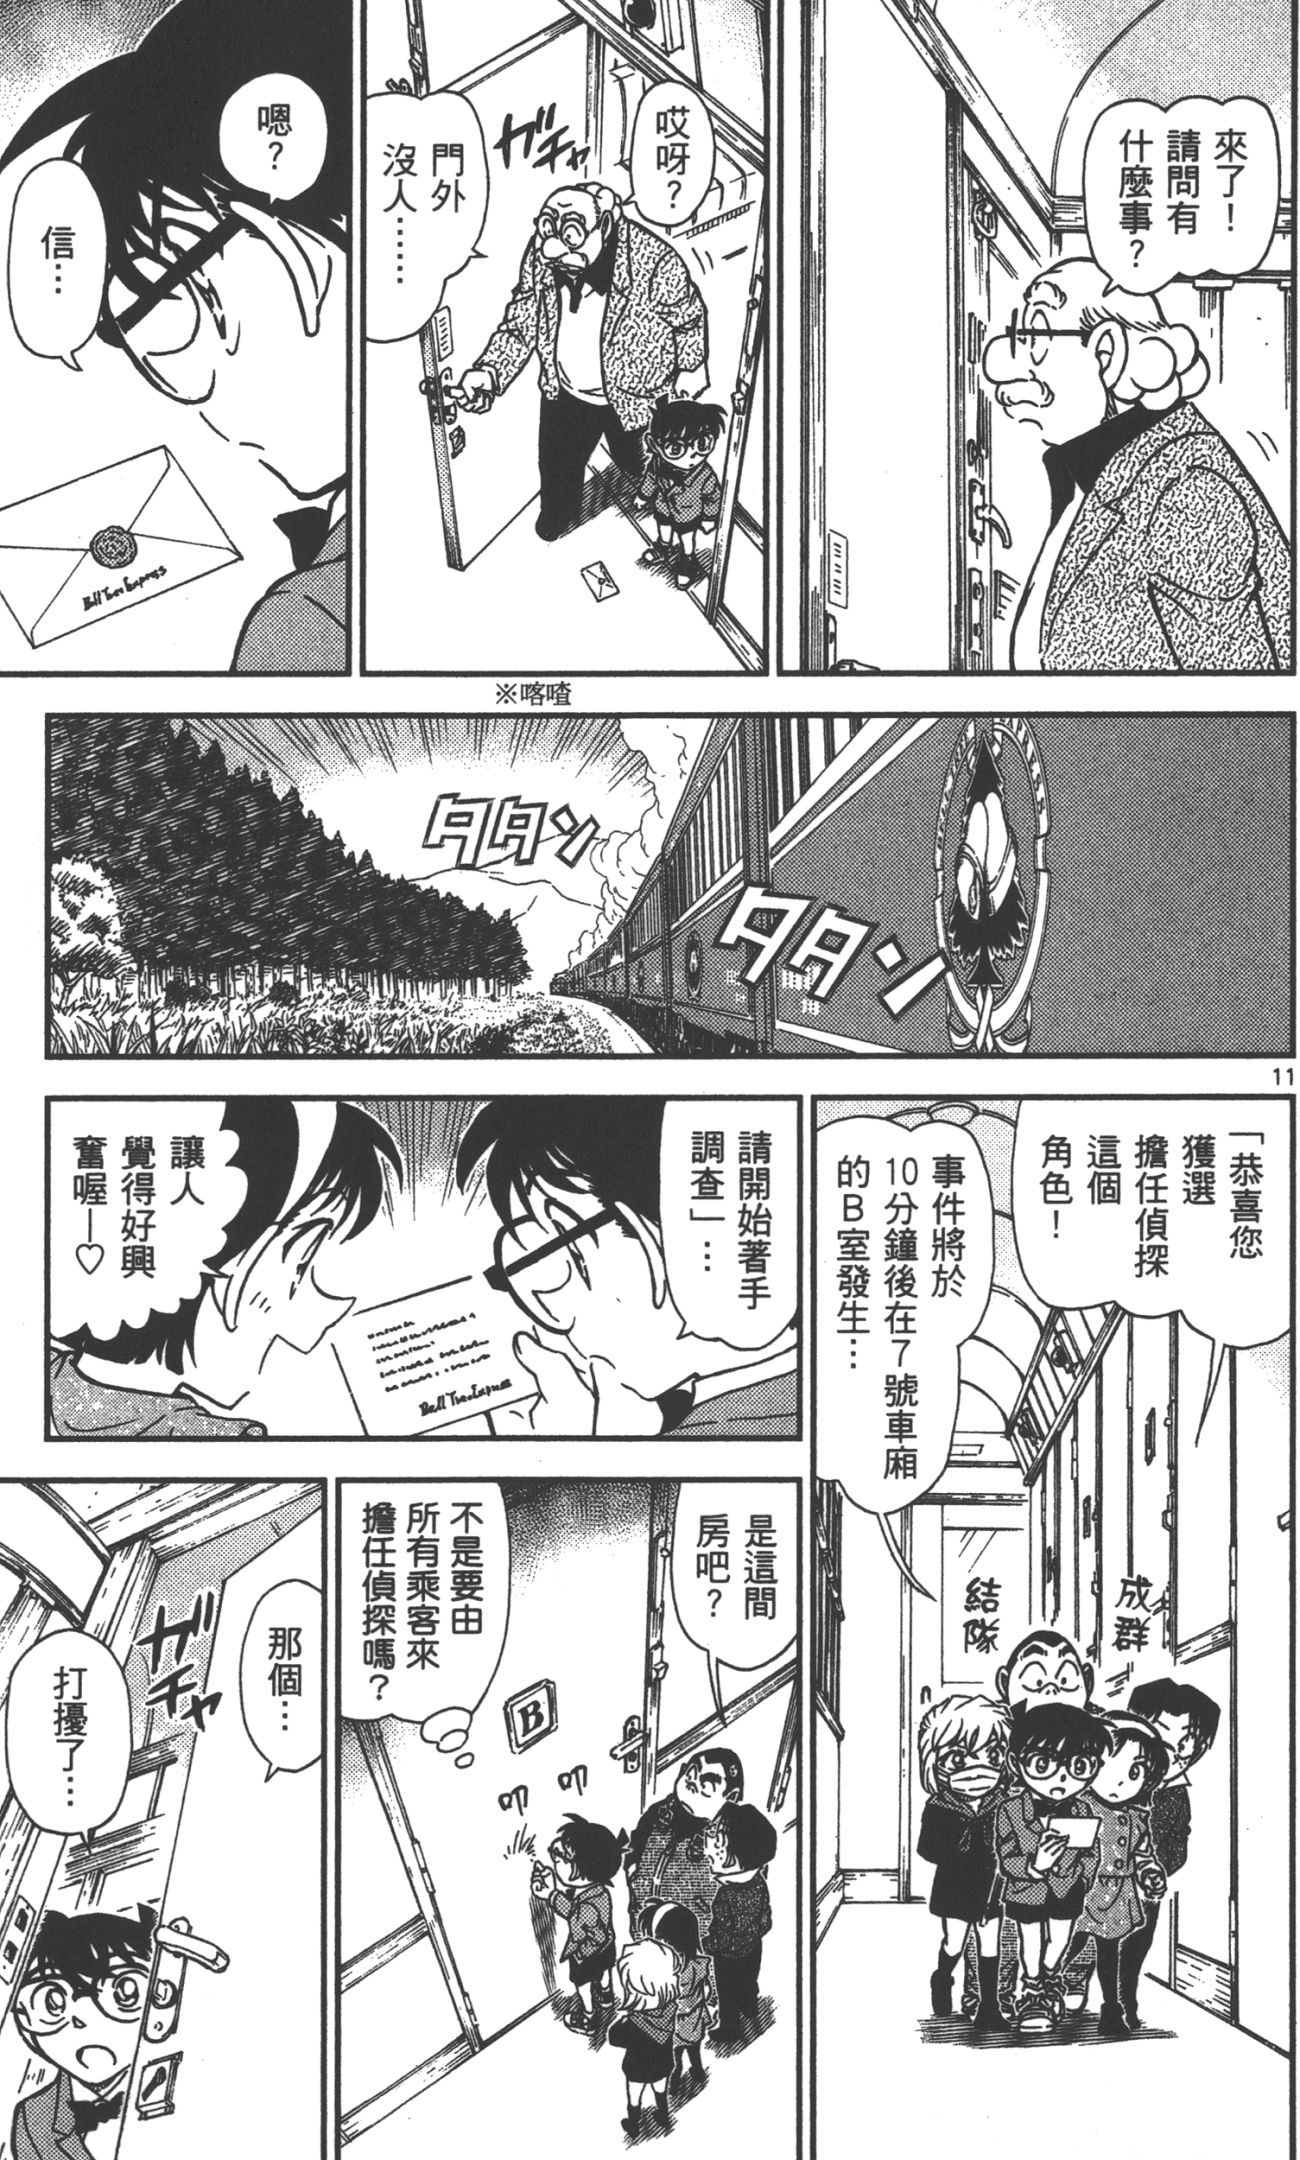 來了！
請問有
什麼事？
哎呀？
ガチャ
門外
沒人……
嗯？
信…
Bell Tree Express
※喀喳
タタン
タタン
11
「恭喜您
獲選
擔任偵探
這個
角色！
事件將於
10分鐘後在7號車廂
的B室發生…
成群
結隊
請開始著手
調查」…
Bell Tree Express
讓人
覺得好興
奮喔—♡
是這間
房吧？
不是要由
所有乘客來
擔任偵探嗎？
B
叩
叩
那個…
ガチャ
打擾了…